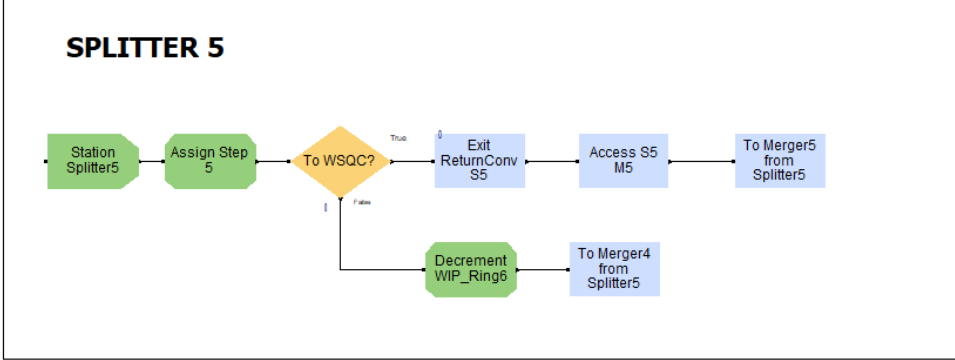 SPLITTER 5
Station
Splitter5
Assign Step
5
To WSQC?
True
0
Exit
ReturnConv
S5
Access S5
M5
To Merger5
from
Splitter5
0
False
Decrement
WIP_Ring6
To Merger4
from
Splitter5